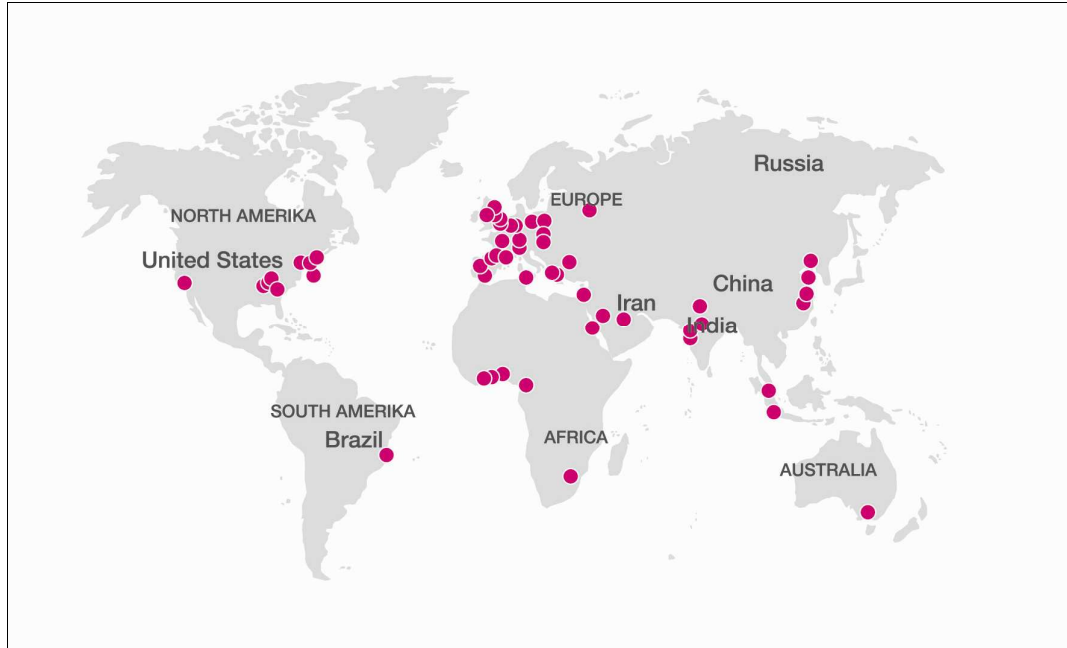 Russia
EUROPE
NORTH AMERIKA
United States
China
Iran
India
SOUTH AMERIKA
Brazil
AFRICA
AUSTRALIA